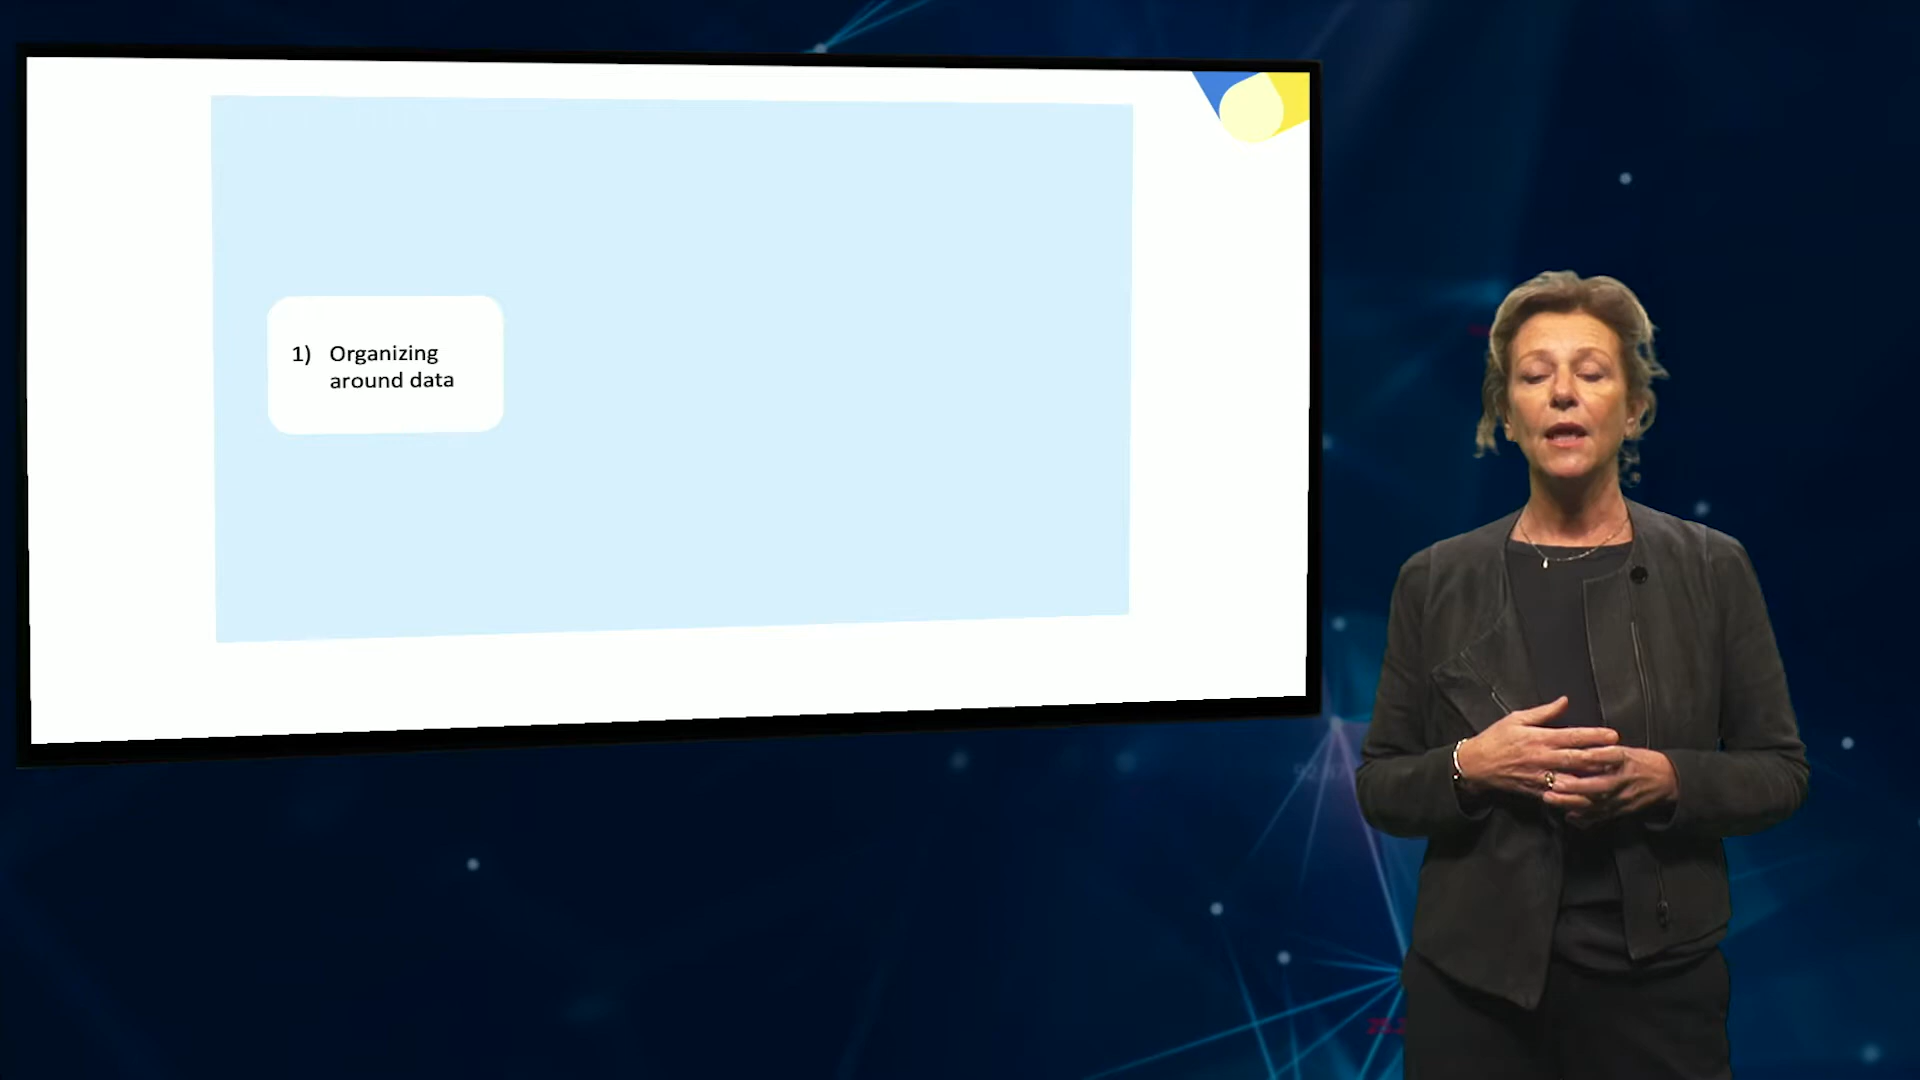 1) Organizing
around data